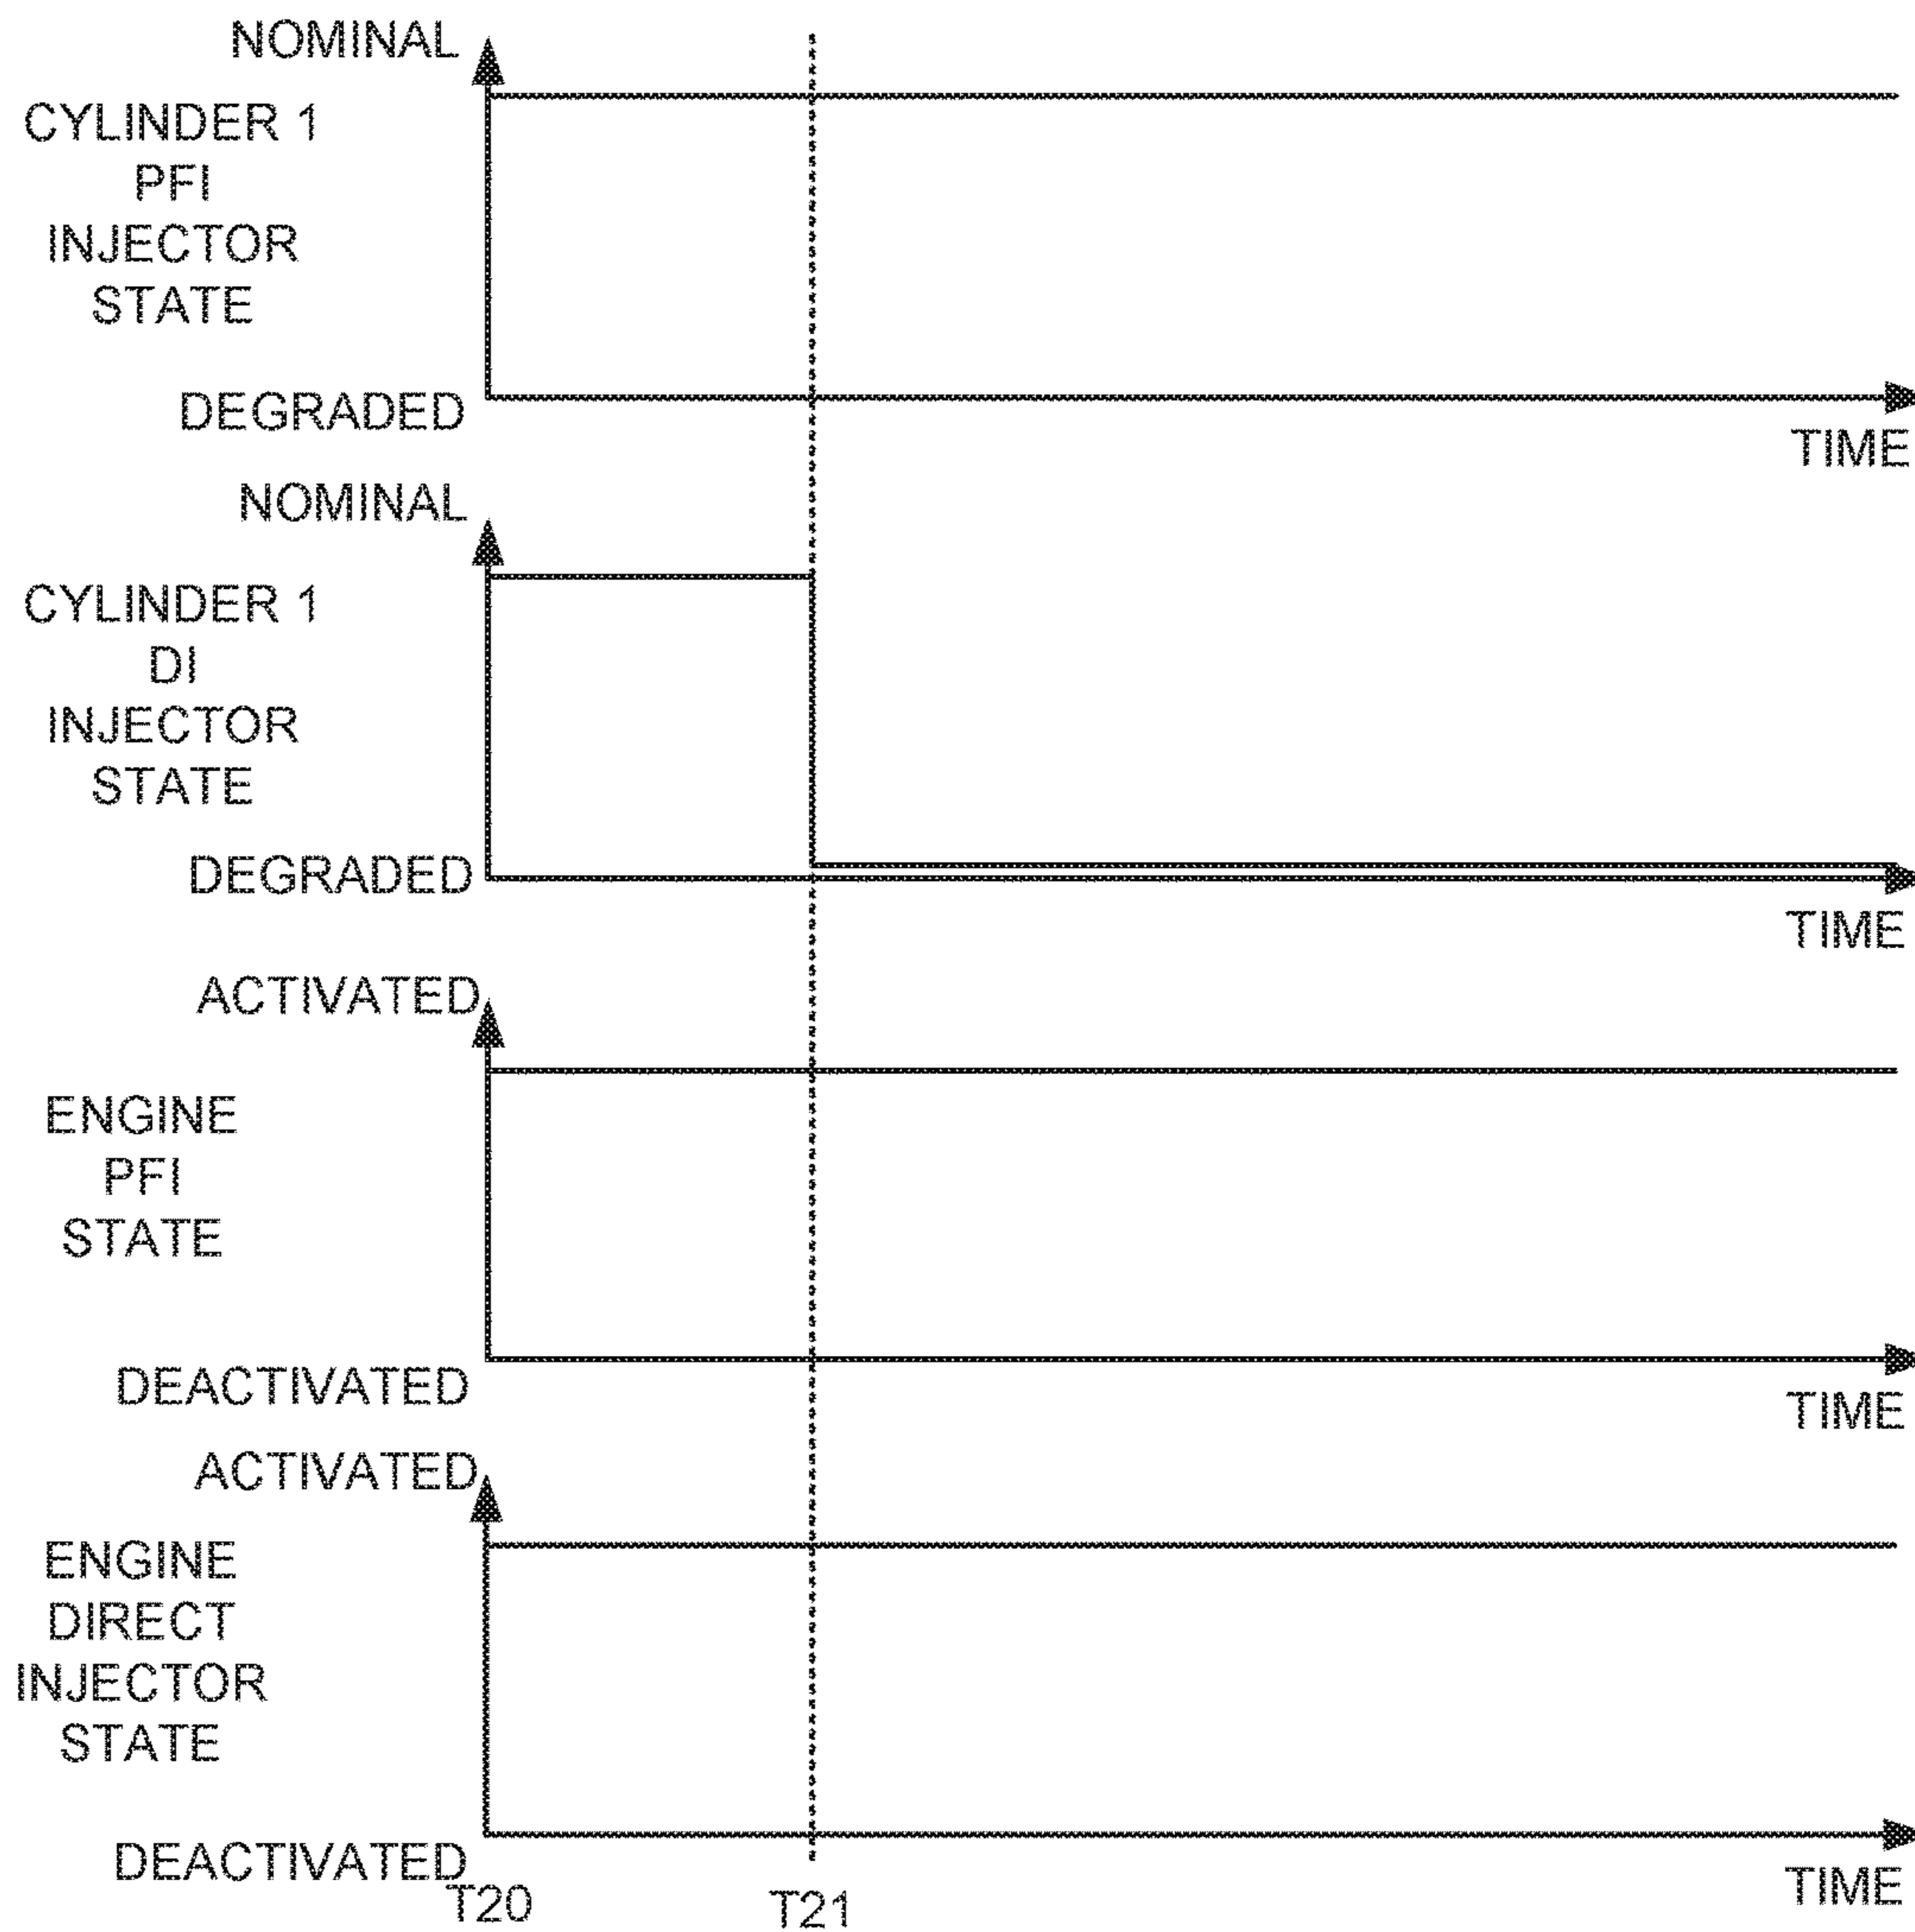 NOMINAL
CYLINDER 1
PFI
INJECTOR
STATE
DEGRADED
TIME
NOMINAL
CYLINDER 1
DI
INJECTOR
STATE
DEGRADED
TIME
ACTIVATED
ENGINE
PFI
STATE
DEACTIVATED
TIME
ACTIVATED
ENGINE
DIRECT
INJECTOR
STATE
DEACTIVATED
TIME
T20
T21